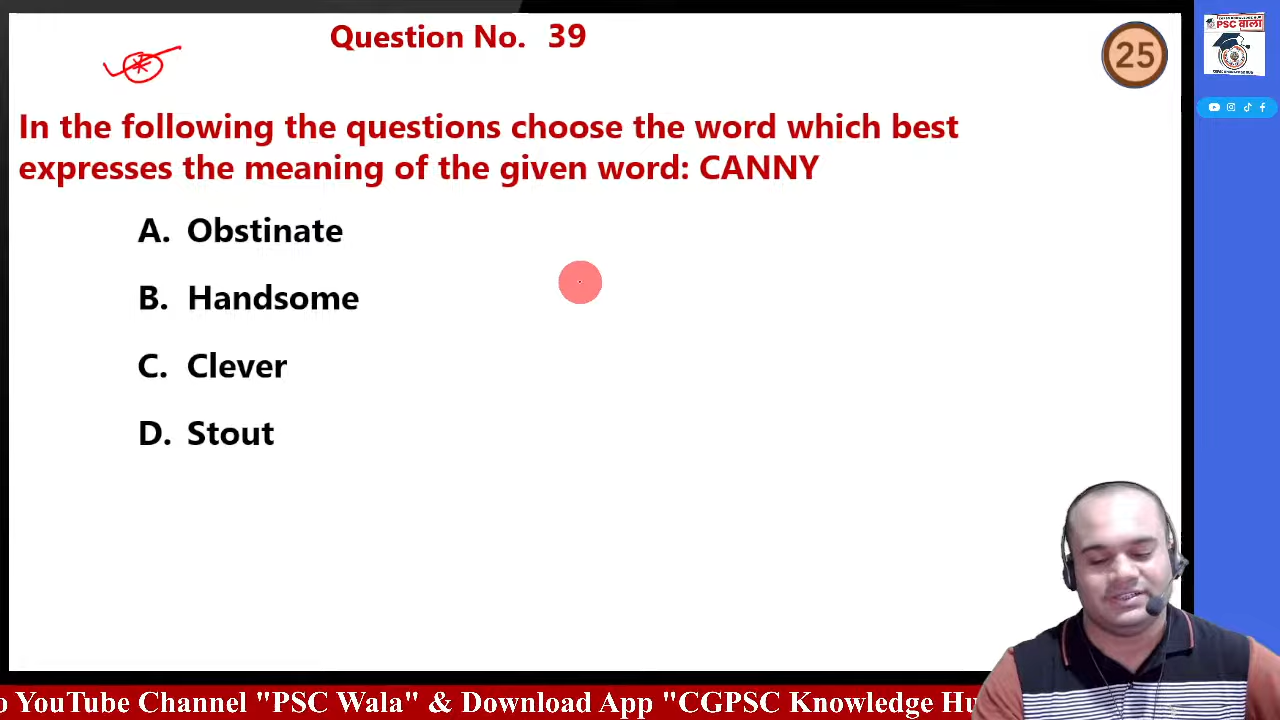 Question No. 39
25
PSC वाला
In the following the questions choose the word which best
expresses the meaning of the given word: CANNY
A. Obstinate
B. Handsome
C. Clever
D. Stout
YouTube Channel "PSC Wala" & Download App "CGPSC Knowledge